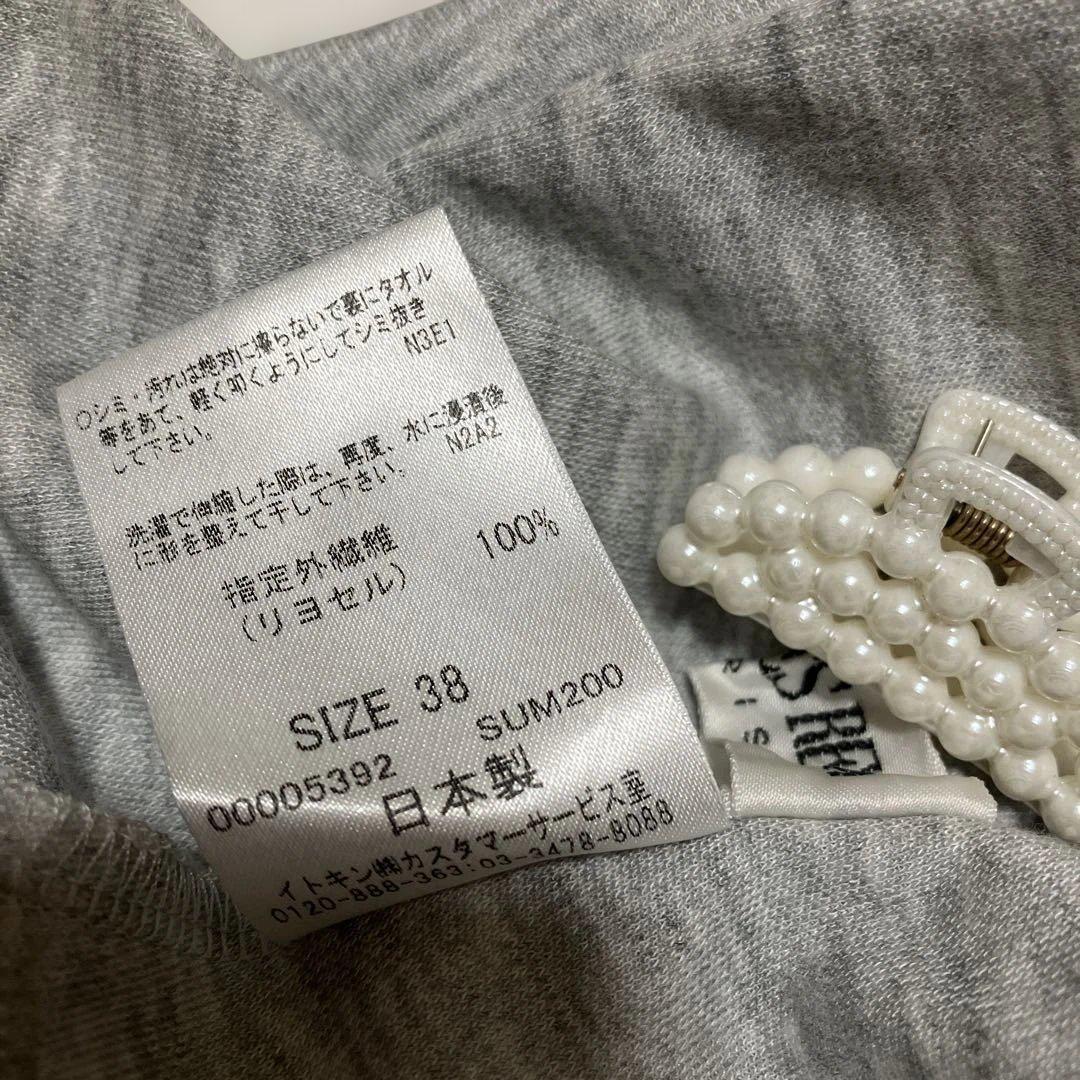 ○シミ・汚れは絶対に擦らないで裏にタオル
等をあて、軽く叩くようにしてシミ抜き
して下さい。 N3E1
洗濯で伸縮した際は、再度、水に浸漬後
に形を整えて干して下さい。 N2A2
指定外繊維 100%
(リヨセル)
SIZE 38
00005392 SUM200
日本製
イトキン㈱カスタマーサービス室
0120-888-363:03-3478-8088